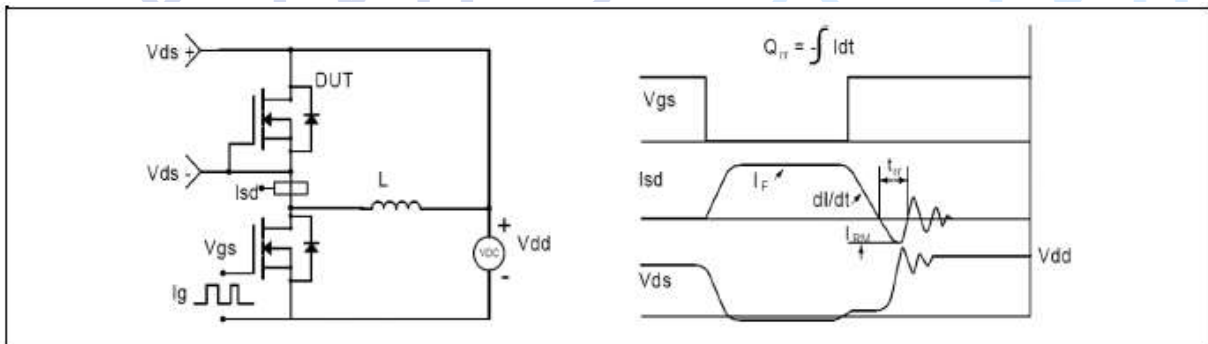 Vds +
DUT
Vds -
Isd
L
Vgs
+
VDC
Vdd
-
Ig
Qrr = -∫ Idt
Vgs
Isd
IF
dI/dt
trr
IRM
Vdd
Vds